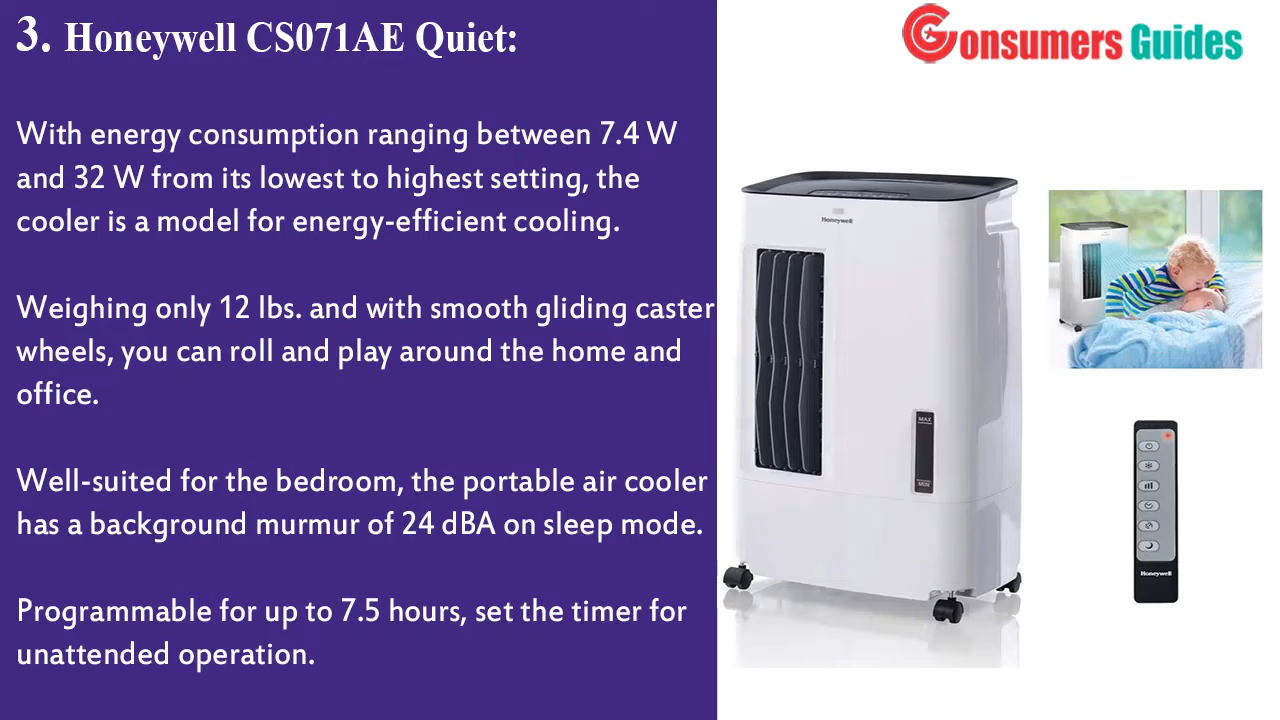 3. Honeywell CS071AE Quiet:
With energy consumption ranging between 7.4 W
and 32 W from its lowest to highest setting, the
cooler is a model for energy-efficient cooling.
Weighing only 12 lbs. and with smooth gliding caster
wheels, you can roll and play around the home and
office.
Well-suited for the bedroom, the portable air cooler
has a background murmur of 24 dBA on sleep mode.
Programmable for up to 7.5 hours, set the timer for
unattended operation.
Consumers Guides
Honeywell
MAX
MIN
Honeywell